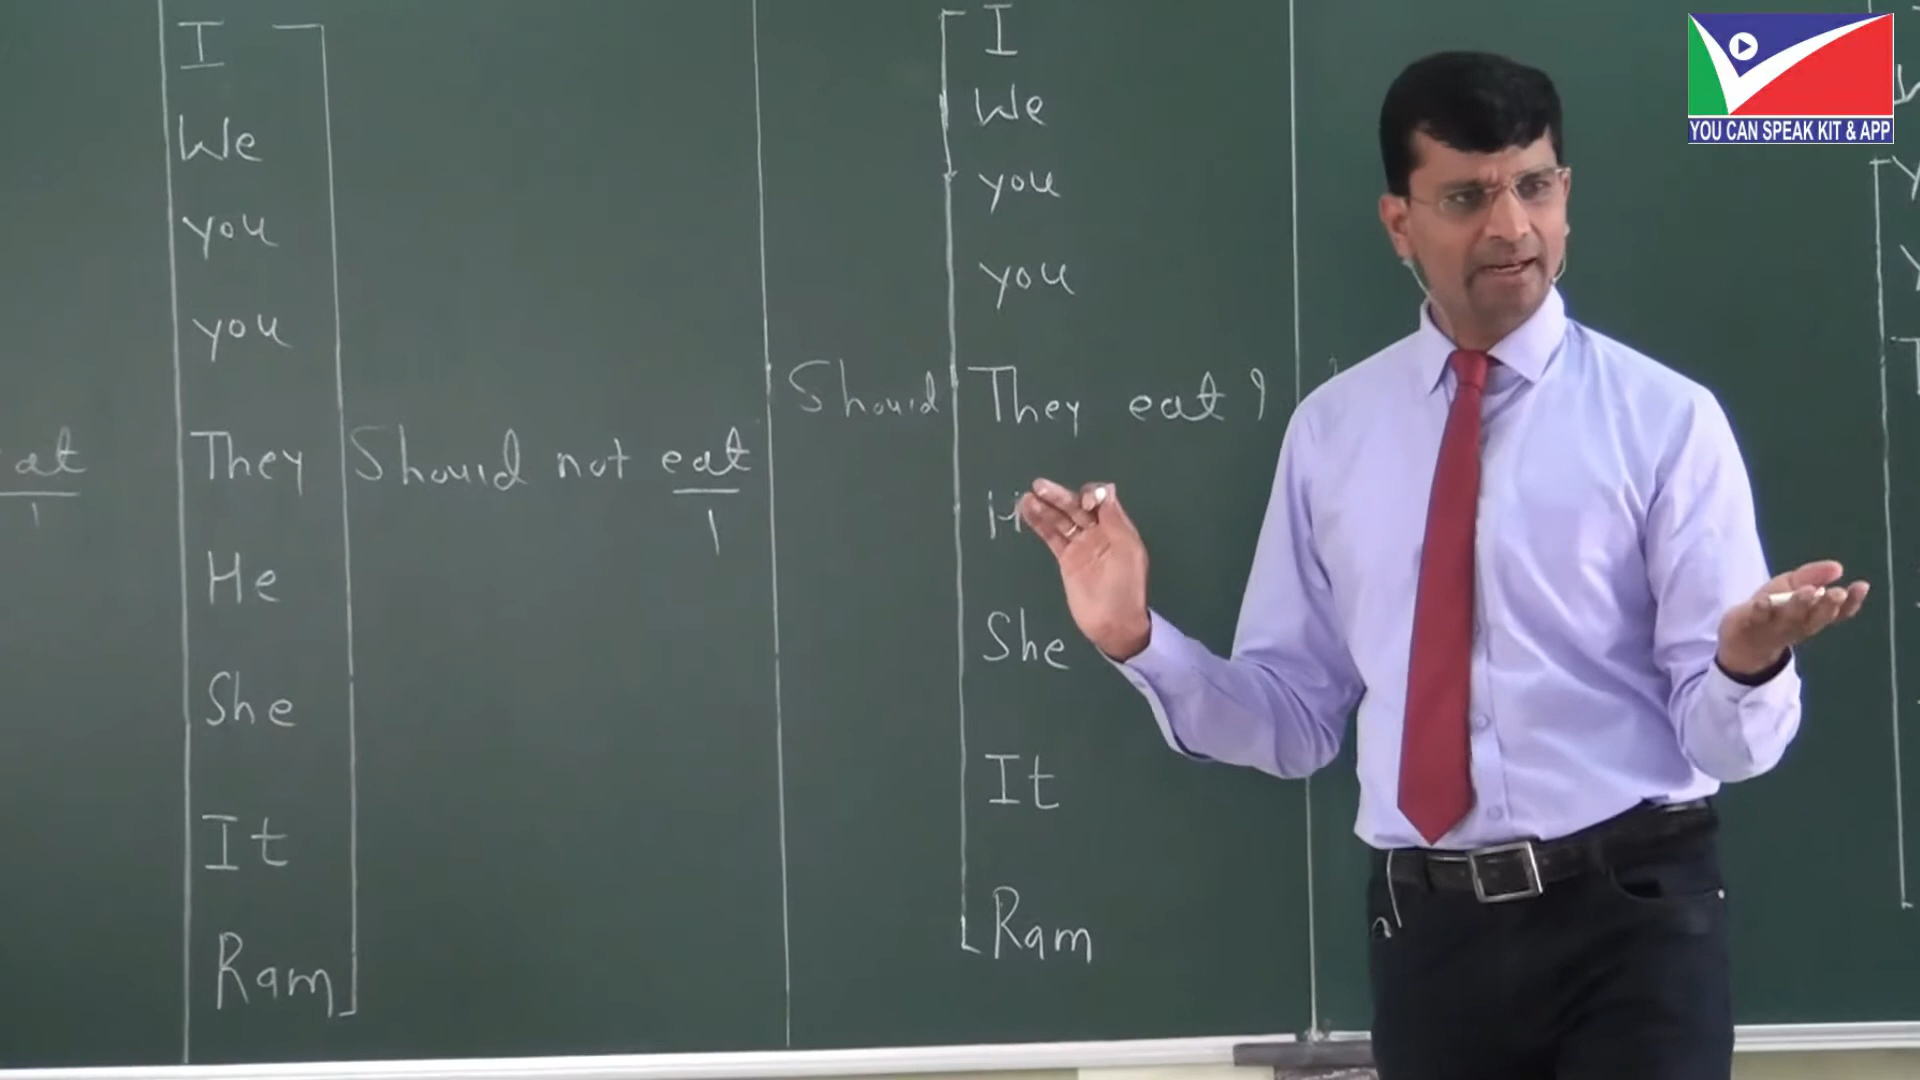 I
We
you
you
They Should not eat
1
He
She
It
Ram
I
We
you
you
Should They eat ?
She
It
Ram
YOU CAN SPEAK KIT & APP